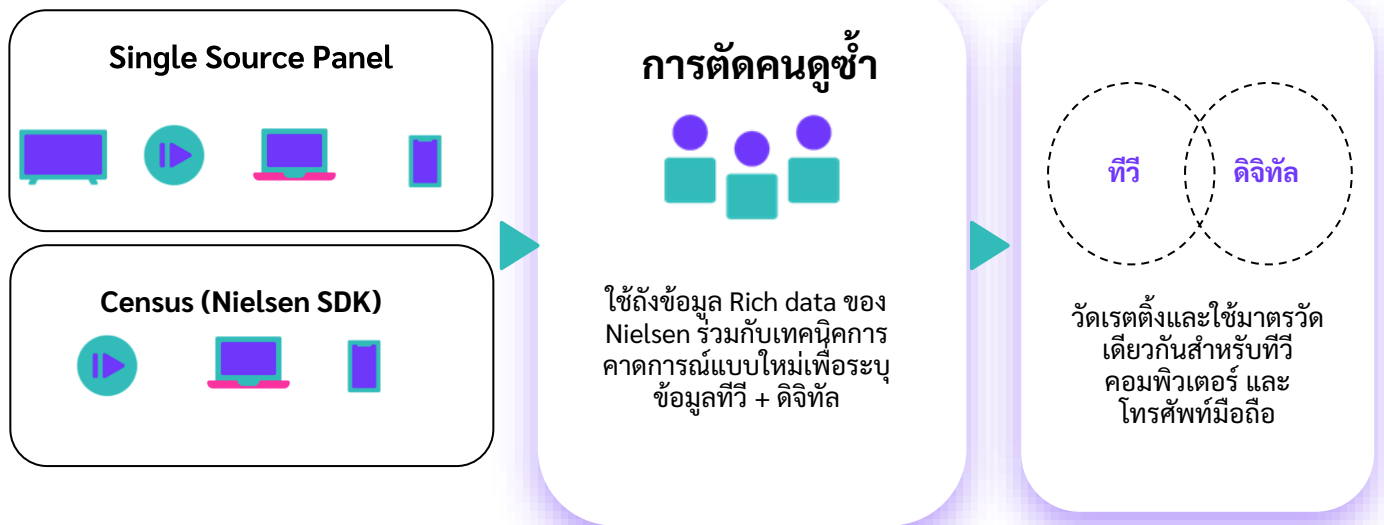 Single Source Panel
Census (Nielsen SDK)
การตัดคนดูซ้ำ
ใช้ถังข้อมูล Rich data ของ
Nielsen ร่วมกับเทคนิคการ
คาดการณ์แบบใหม่เพื่อระบุ
ข้อมูลทีวี + ดิจิทัล
ทีวี
ดิจิทัล
วัดเรตติ้งและใช้มาตรวัด
เดียวกันสำหรับทีวี
คอมพิวเตอร์ และ
โทรศัพท์มือถือ